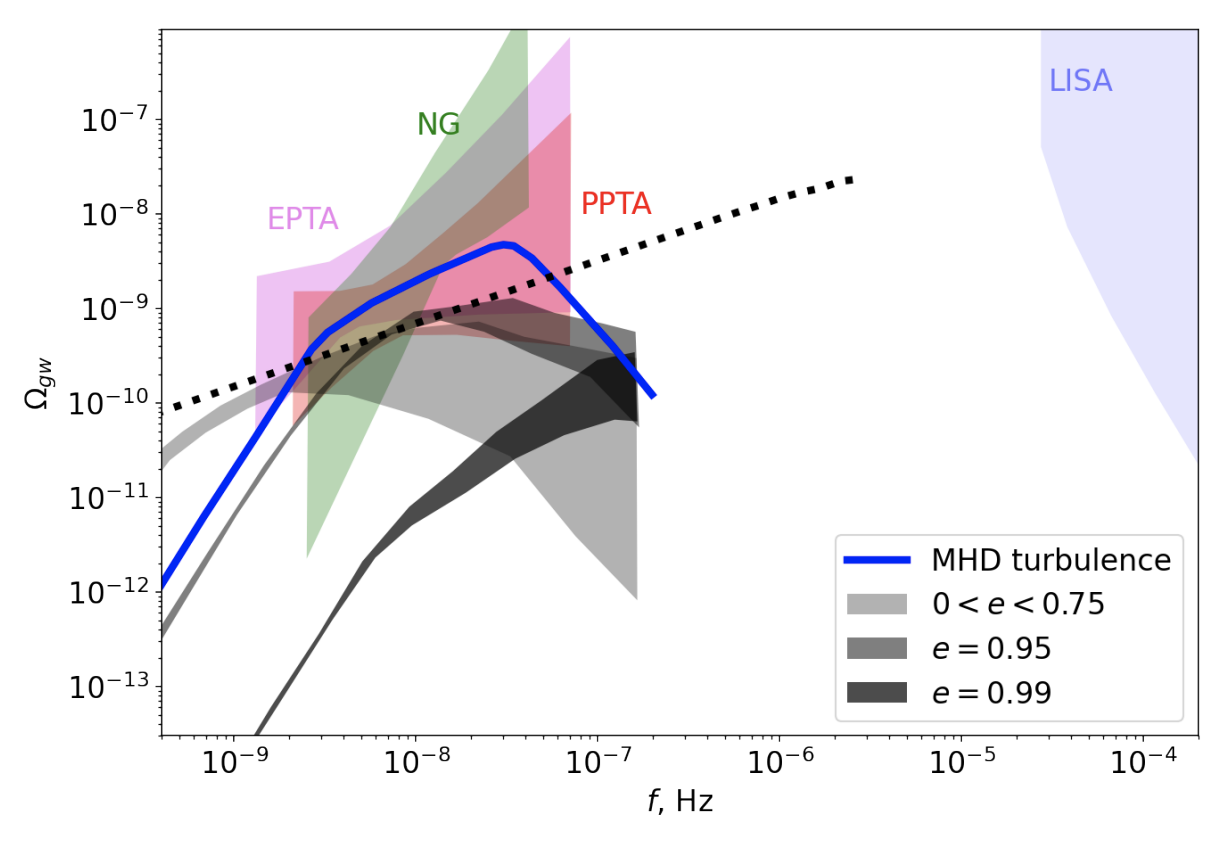 LISA
NG
EPTA
PPTA
10⁻⁷
10⁻⁸
10⁻⁹
10⁻¹⁰
10⁻¹¹
10⁻¹²
10⁻¹³
Ω_gw
MHD turbulence
0 < e < 0.75
e = 0.95
e = 0.99
10⁻⁹ 10⁻⁸ 10⁻⁷ 10⁻⁶ 10⁻⁵ 10⁻⁴
f, Hz